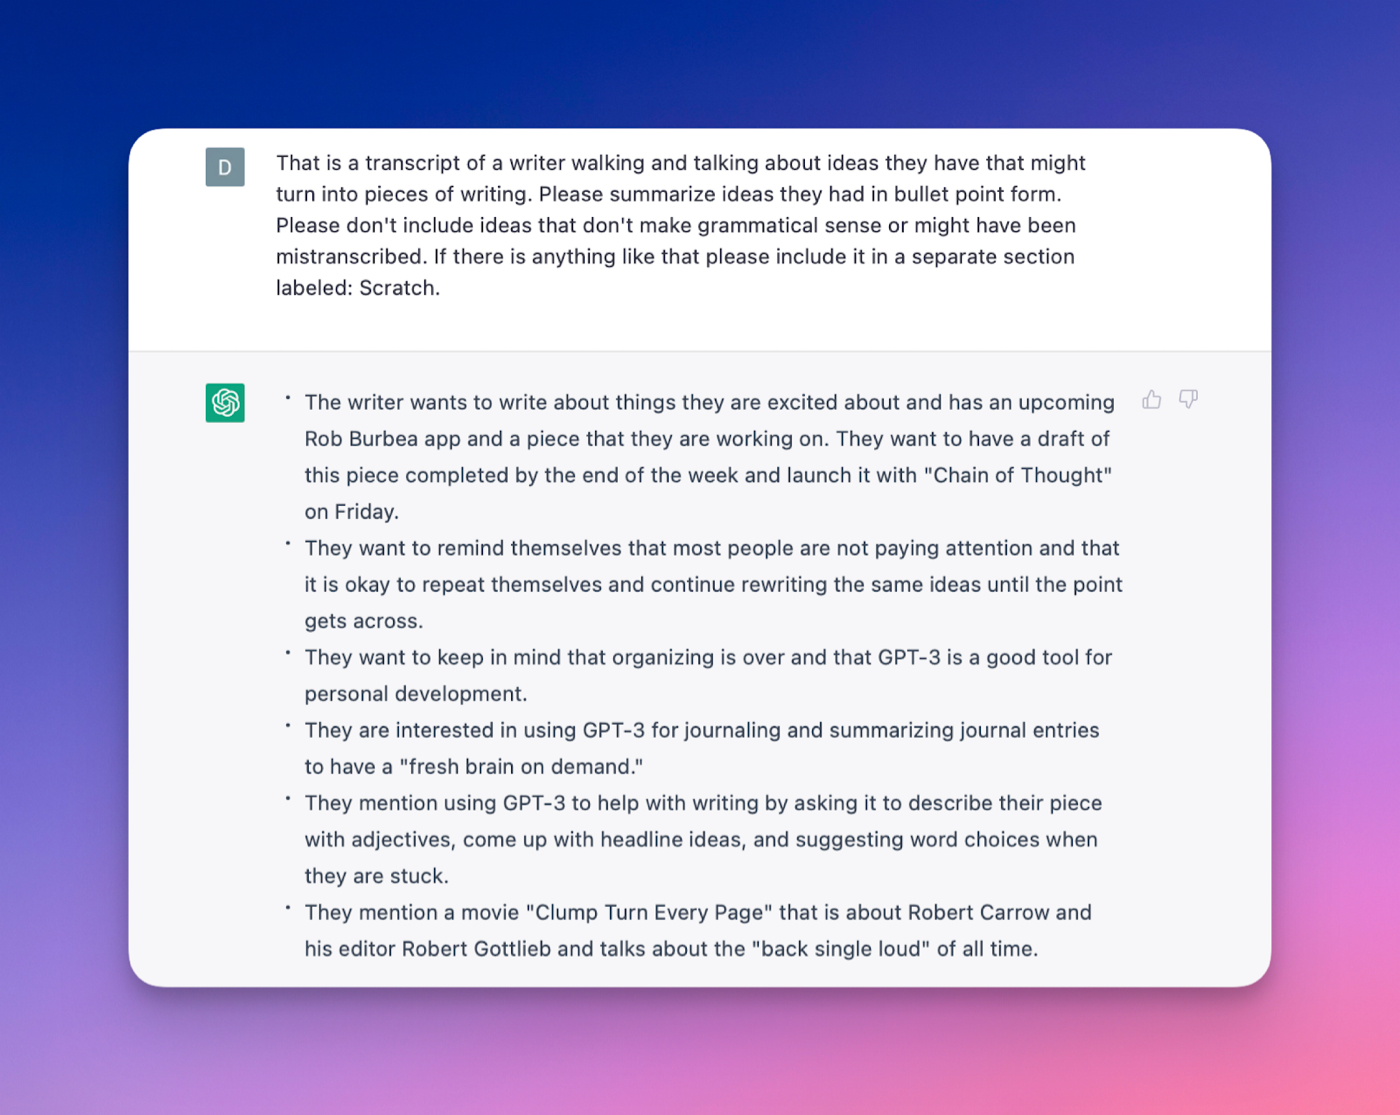 D
That is a transcript of a writer walking and talking about ideas they have that might
turn into pieces of writing. Please summarize ideas they had in bullet point form.
Please don't include ideas that don't make grammatical sense or might have been
mistranscribed. If there is anything like that please include it in a separate section
labeled: Scratch.
• The writer wants to write about things they are excited about and has an upcoming
Rob Burbea app and a piece that they are working on. They want to have a draft of
this piece completed by the end of the week and launch it with "Chain of Thought"
on Friday.
• They want to remind themselves that most people are not paying attention and that
it is okay to repeat themselves and continue rewriting the same ideas until the point
gets across.
• They want to keep in mind that organizing is over and that GPT-3 is a good tool for
personal development.
• They are interested in using GPT-3 for journaling and summarizing journal entries
to have a "fresh brain on demand."
• They mention using GPT-3 to help with writing by asking it to describe their piece
with adjectives, come up with headline ideas, and suggesting word choices when
they are stuck.
• They mention a movie "Clump Turn Every Page" that is about Robert Carrow and
his editor Robert Gottlieb and talks about the "back single loud" of all time.